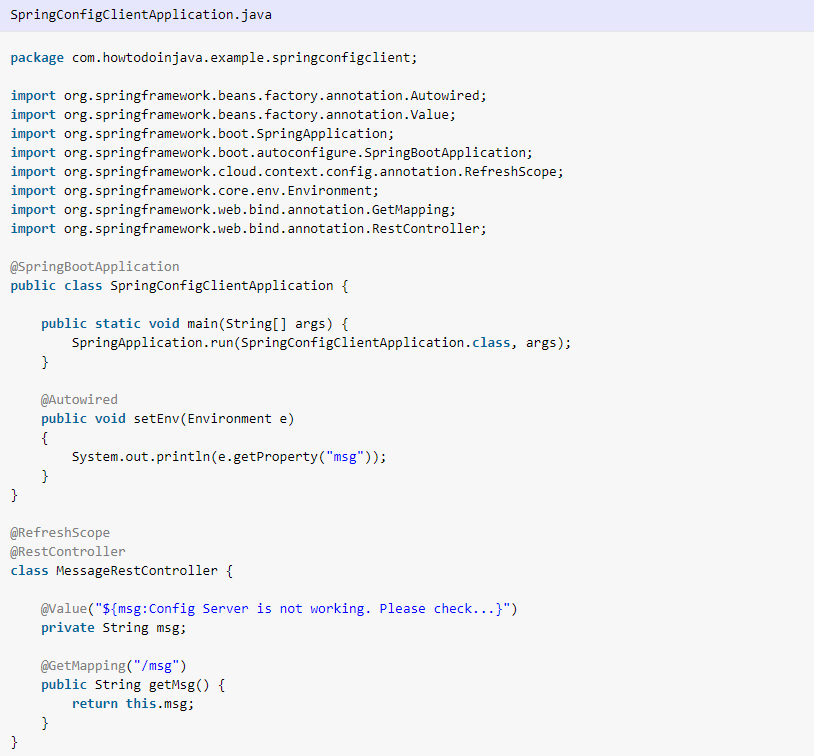 SpringConfigClientApplication.java
package com.howtodoinjava.example.springconfigclient;
import org.springframework.beans.factory.annotation.Autowired;
import org.springframework.beans.factory.annotation.Value;
import org.springframework.boot.SpringApplication;
import org.springframework.boot.autoconfigure.SpringBootApplication;
import org.springframework.cloud.context.config.annotation.RefreshScope;
import org.springframework.core.env.Environment;
import org.springframework.web.bind.annotation.GetMapping;
import org.springframework.web.bind.annotation.RestController;
@SpringBootApplication
public class SpringConfigClientApplication {
    public static void main(String[] args) {
        SpringApplication.run(SpringConfigClientApplication.class, args);
    }
    @Autowired
    public void setEnv(Environment e)
    {
        System.out.println(e.getProperty("msg"));
    }
}
@RefreshScope
@RestController
class MessageRestController {
    @Value("${msg:Config Server is not working. Please check...}")
    private String msg;
    @GetMapping("/msg")
    public String getMsg() {
        return this.msg;
    }
}